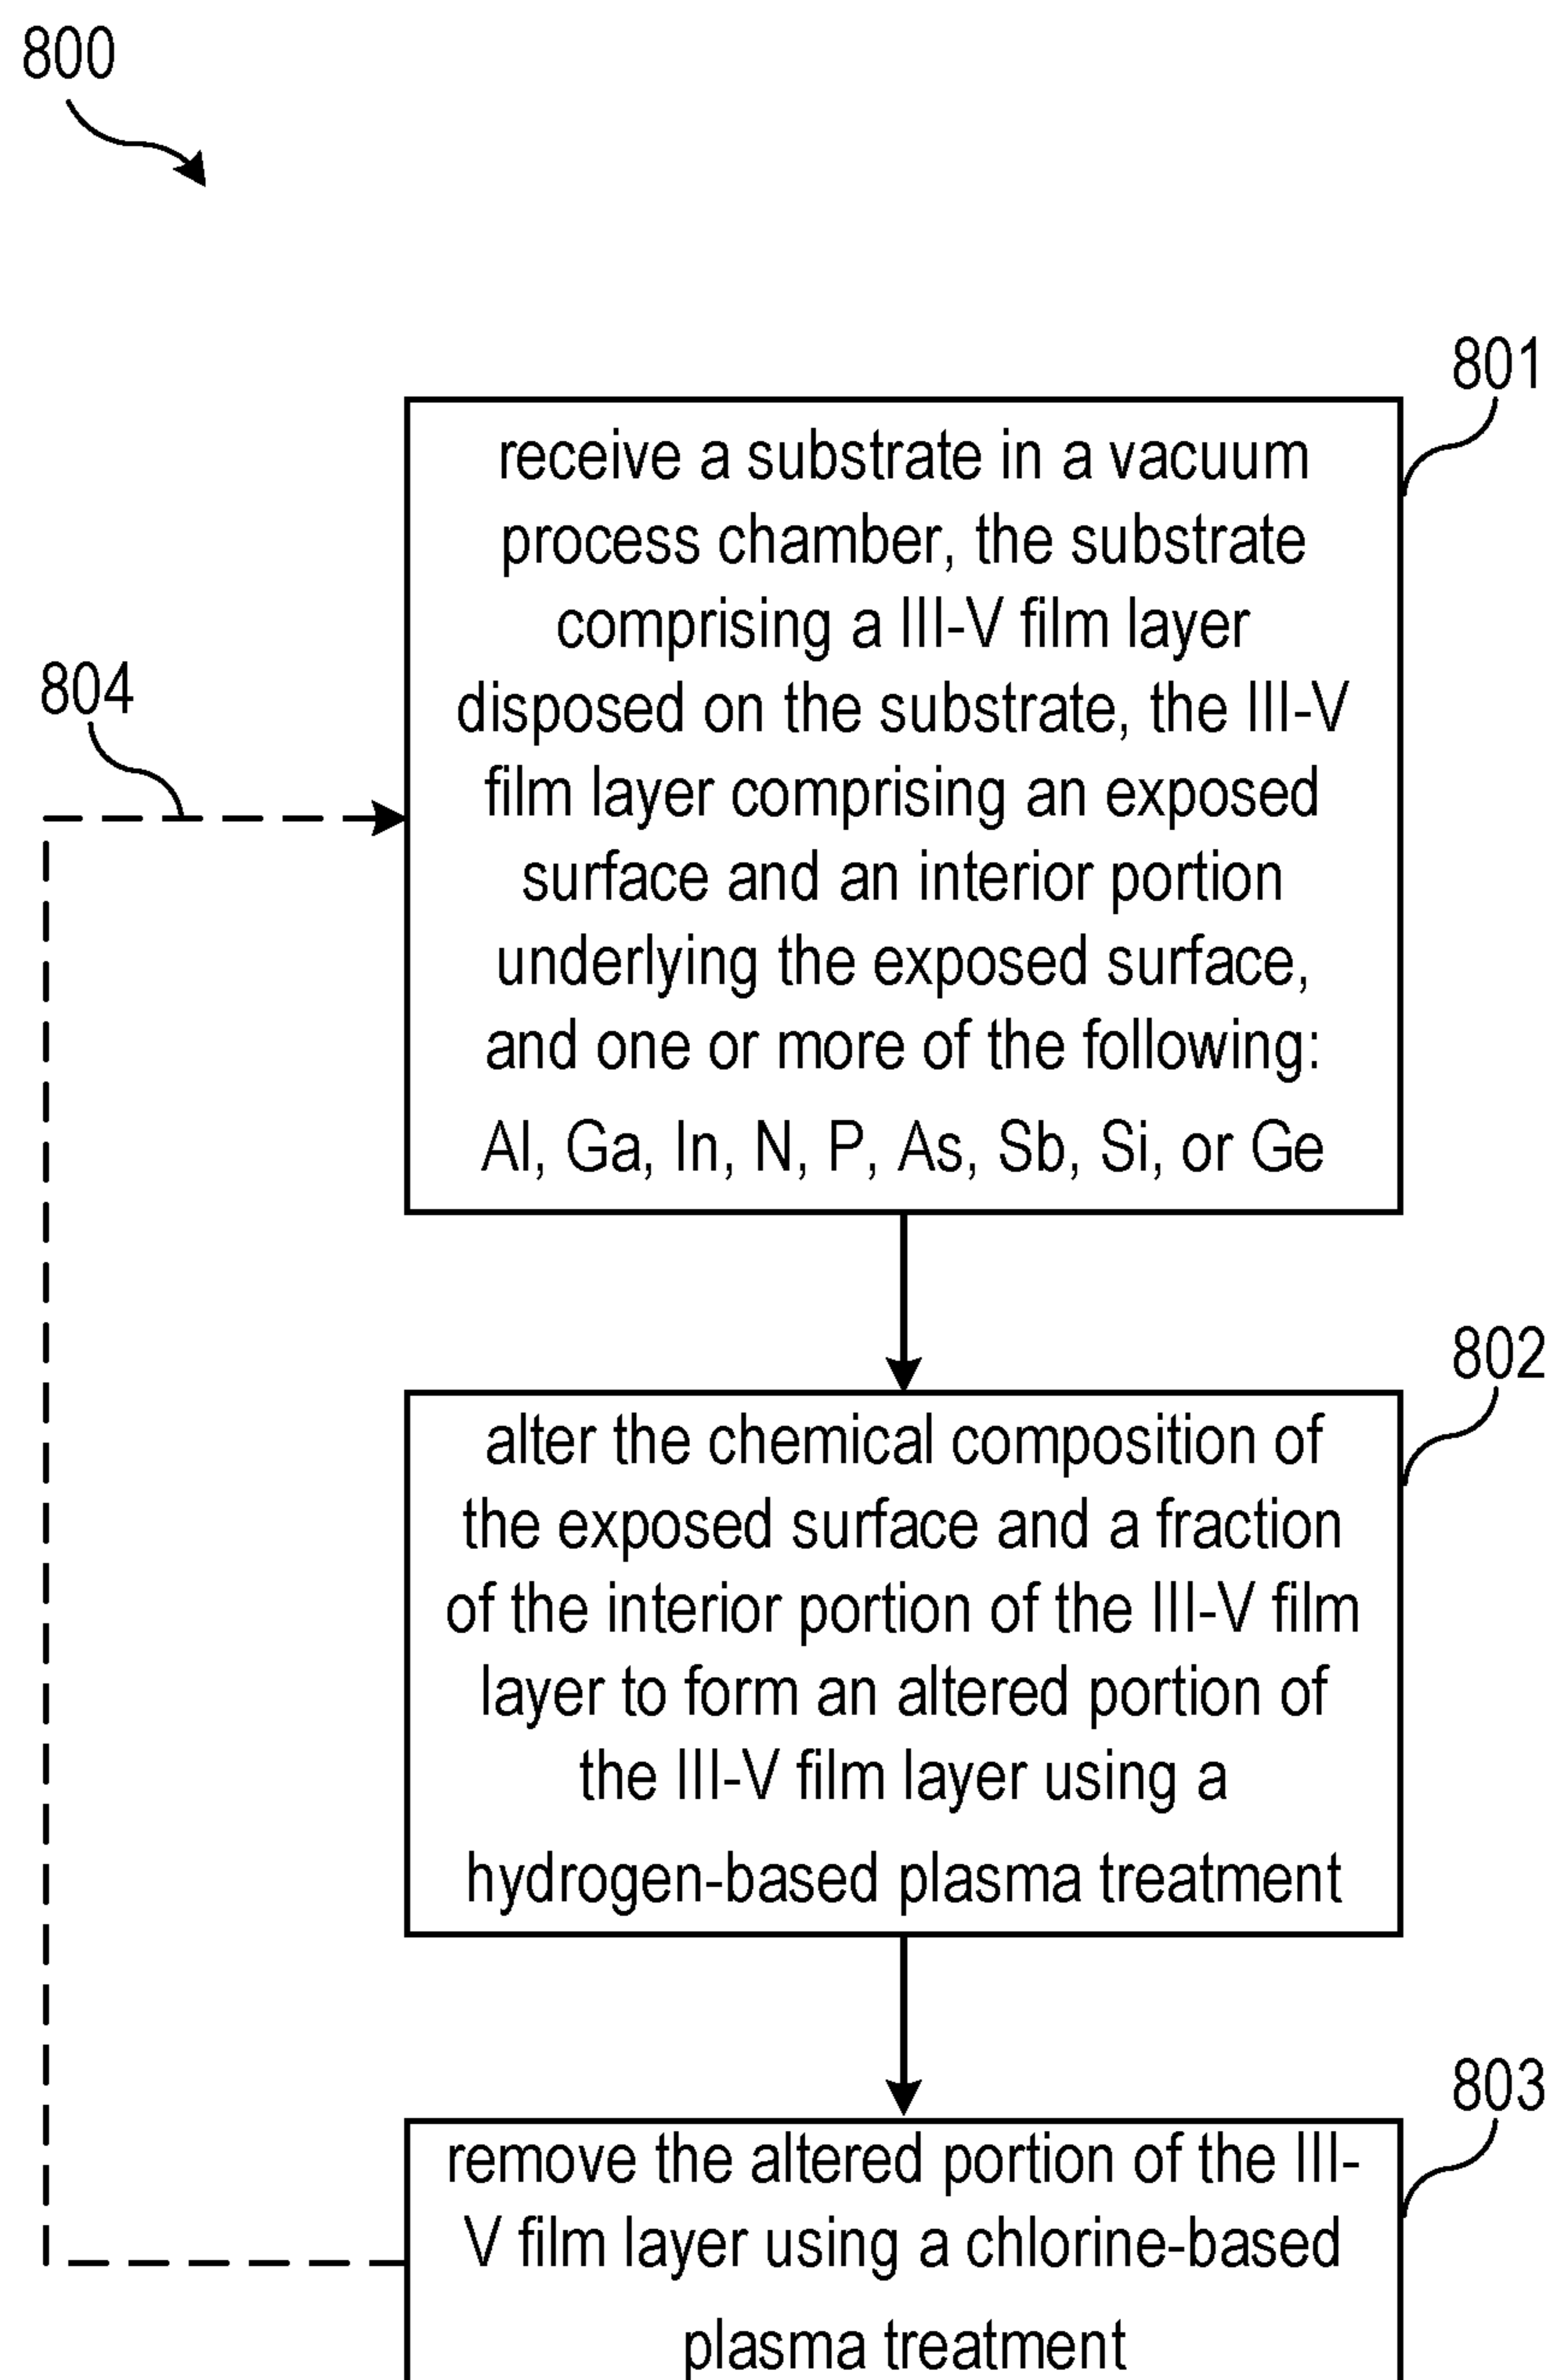 800
801
receive a substrate in a vacuum
process chamber, the substrate
comprising a III-V film layer
disposed on the substrate, the III-V
film layer comprising an exposed
surface and an interior portion
underlying the exposed surface,
and one or more of the following:
Al, Ga, In, N, P, As, Sb, Si, or Ge
804
802
alter the chemical composition of
the exposed surface and a fraction
of the interior portion of the III-V film
layer to form an altered portion of
the III-V film layer using a
hydrogen-based plasma treatment
803
remove the altered portion of the III-
V film layer using a chlorine-based
plasma treatment